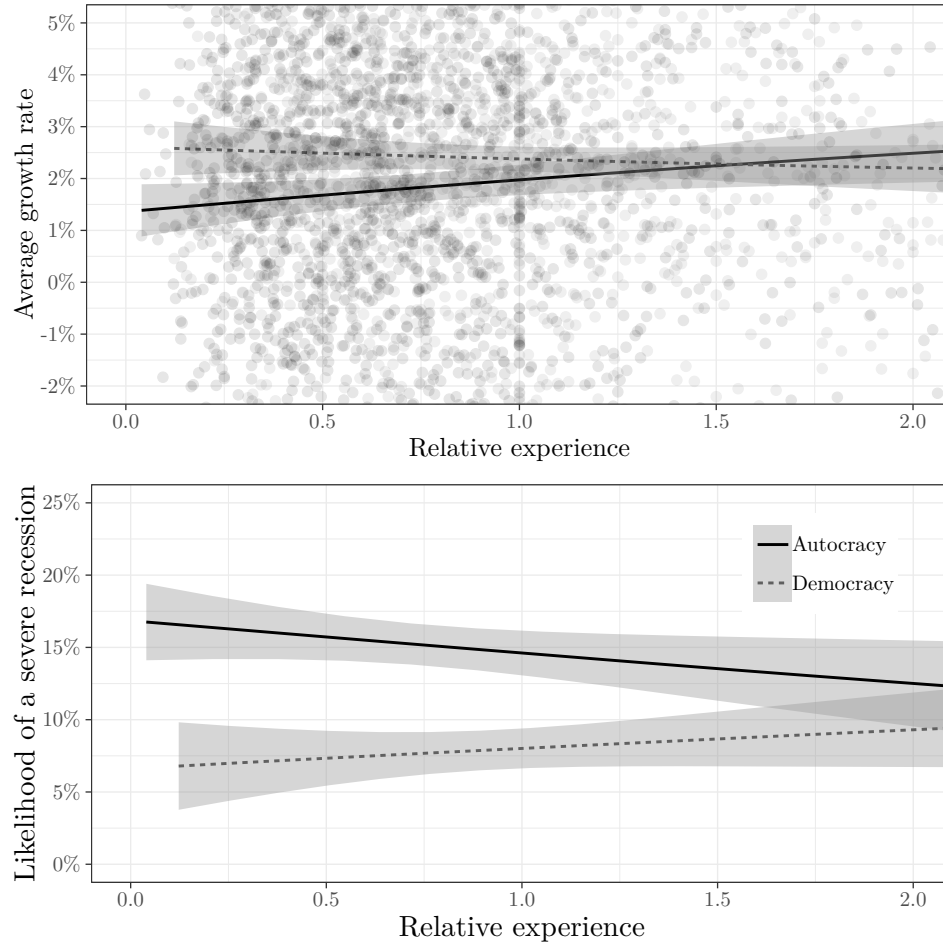 Average growth rate
5%
4%
3%
2%
1%
0%
-1%
-2%
0.0 0.5 1.0 1.5 2.0
Relative experience
Likelihood of a severe recession
25%
20%
15%
10%
5%
0%
Autocracy
Democracy
0.0 0.5 1.0 1.5 2.0
Relative experience